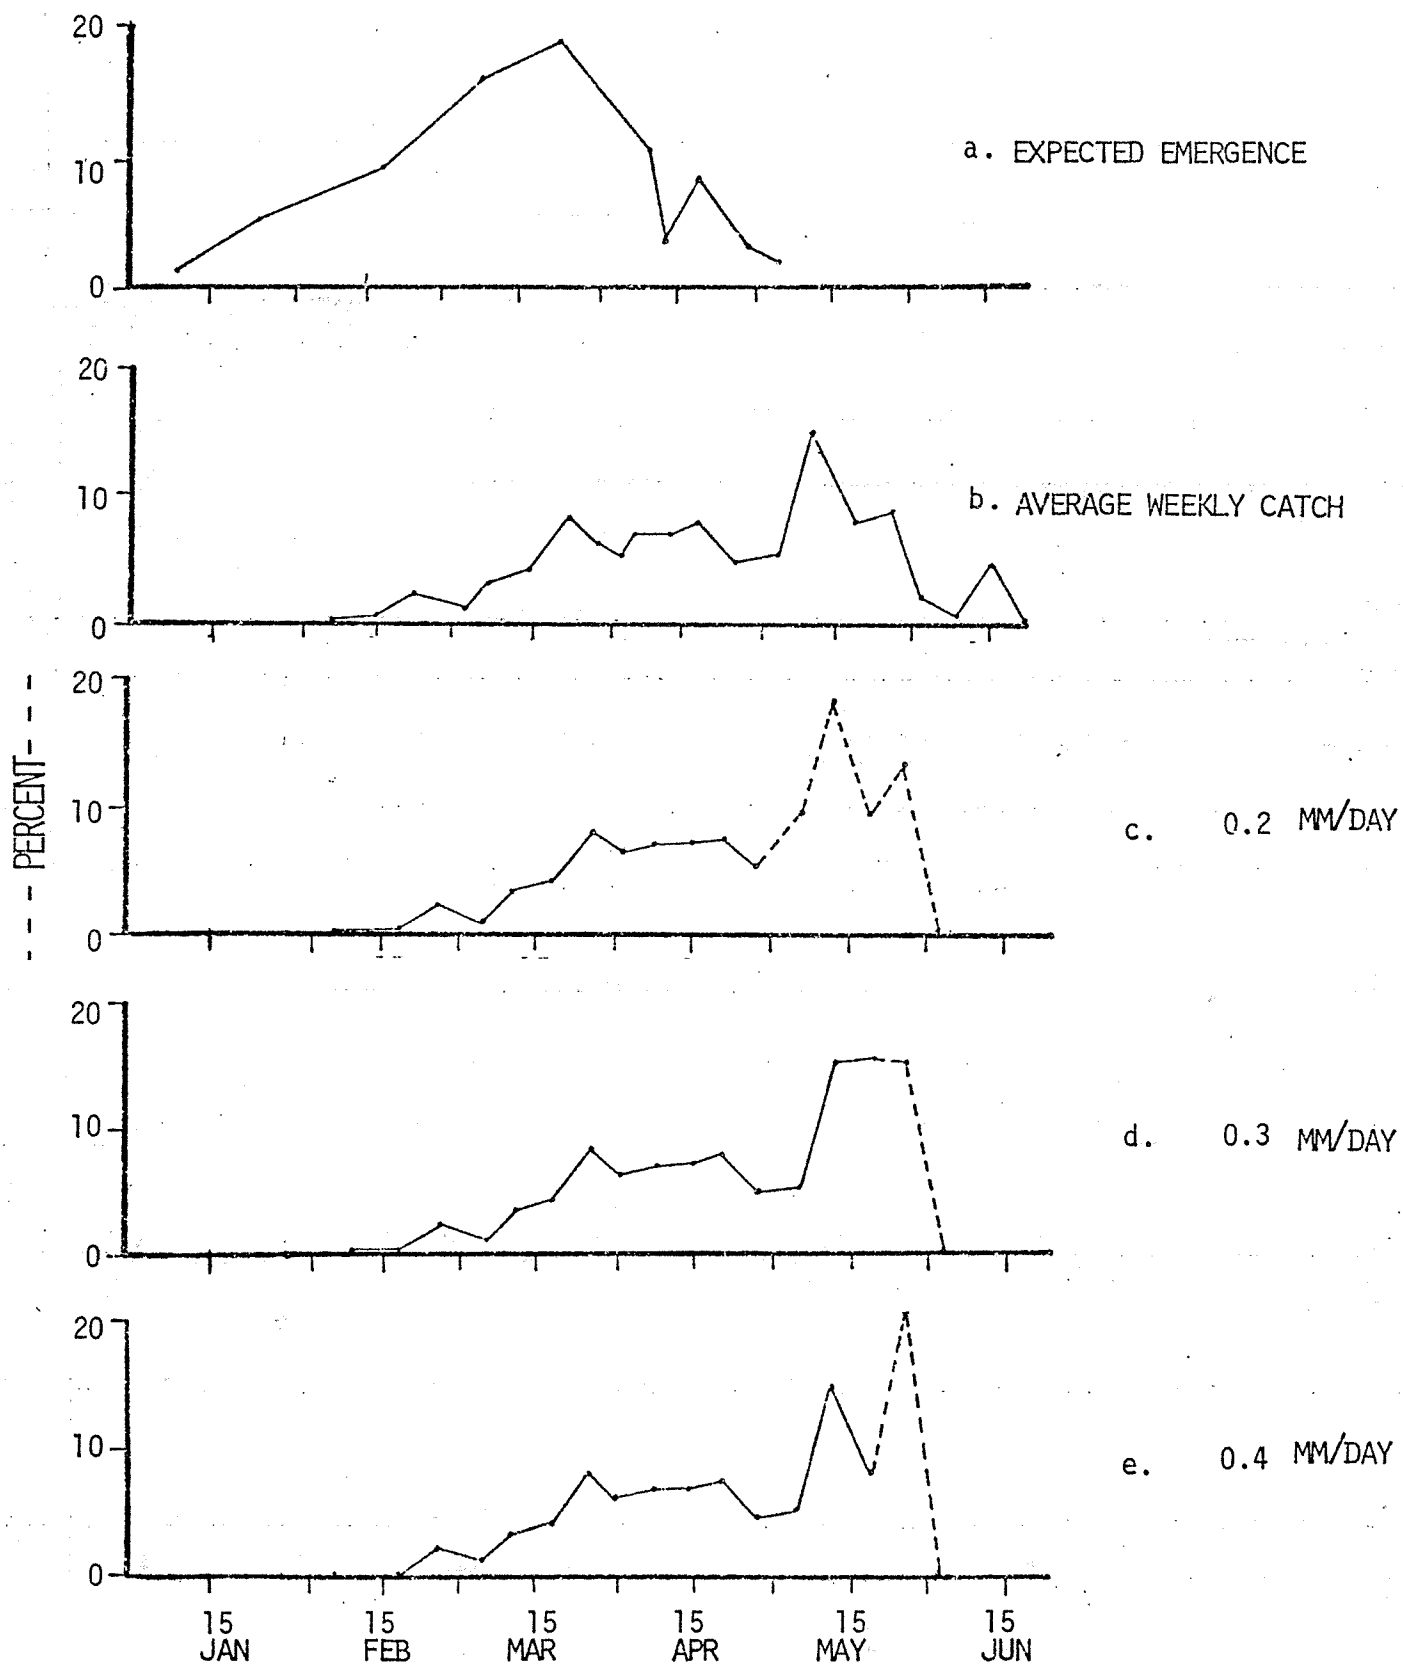 20
10
0
a. EXPECTED EMERGENCE
20
10
0
b. AVERAGE WEEKLY CATCH
- - - PERCENT- - -
20
10
0
c. 0.2 MM/DAY
20
10
0
d. 0.3 MM/DAY
20
10
0
e. 0.4 MM/DAY
15 15 15 15 15 15
JAN FEB MAR APR MAY JUN